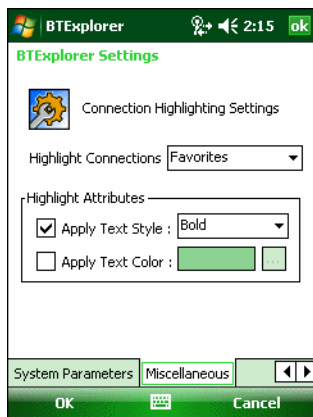 BTExplorer 2:15 ok
BTExplorer Settings
Connection Highlighting Settings
Highlight Connections Favorites
Highlight Attributes
Apply Text Style : Bold
Apply Text Color : ...
System Parameters Miscellaneous
OK Cancel